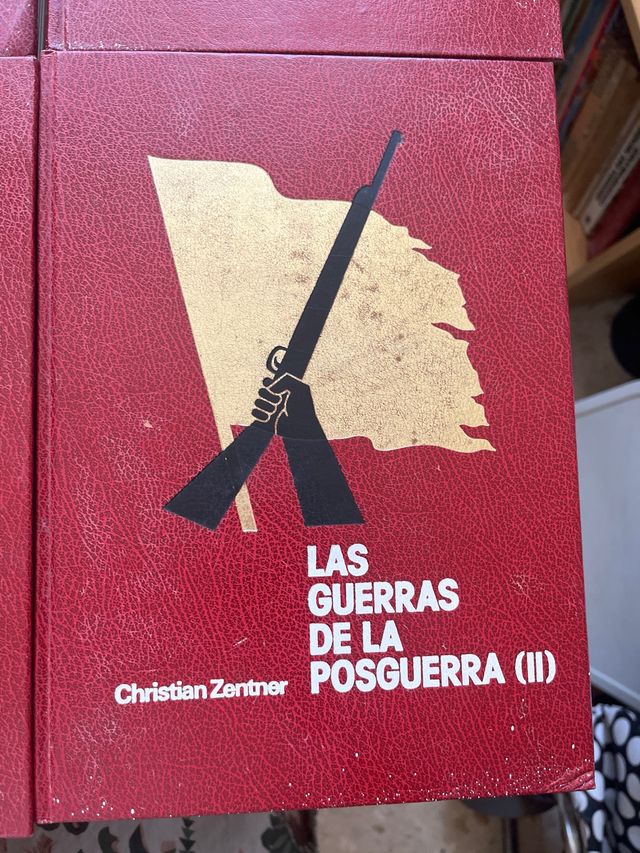 LAS
GUERRAS
DE LA
POSGUERRA (II)
Christian Zentner